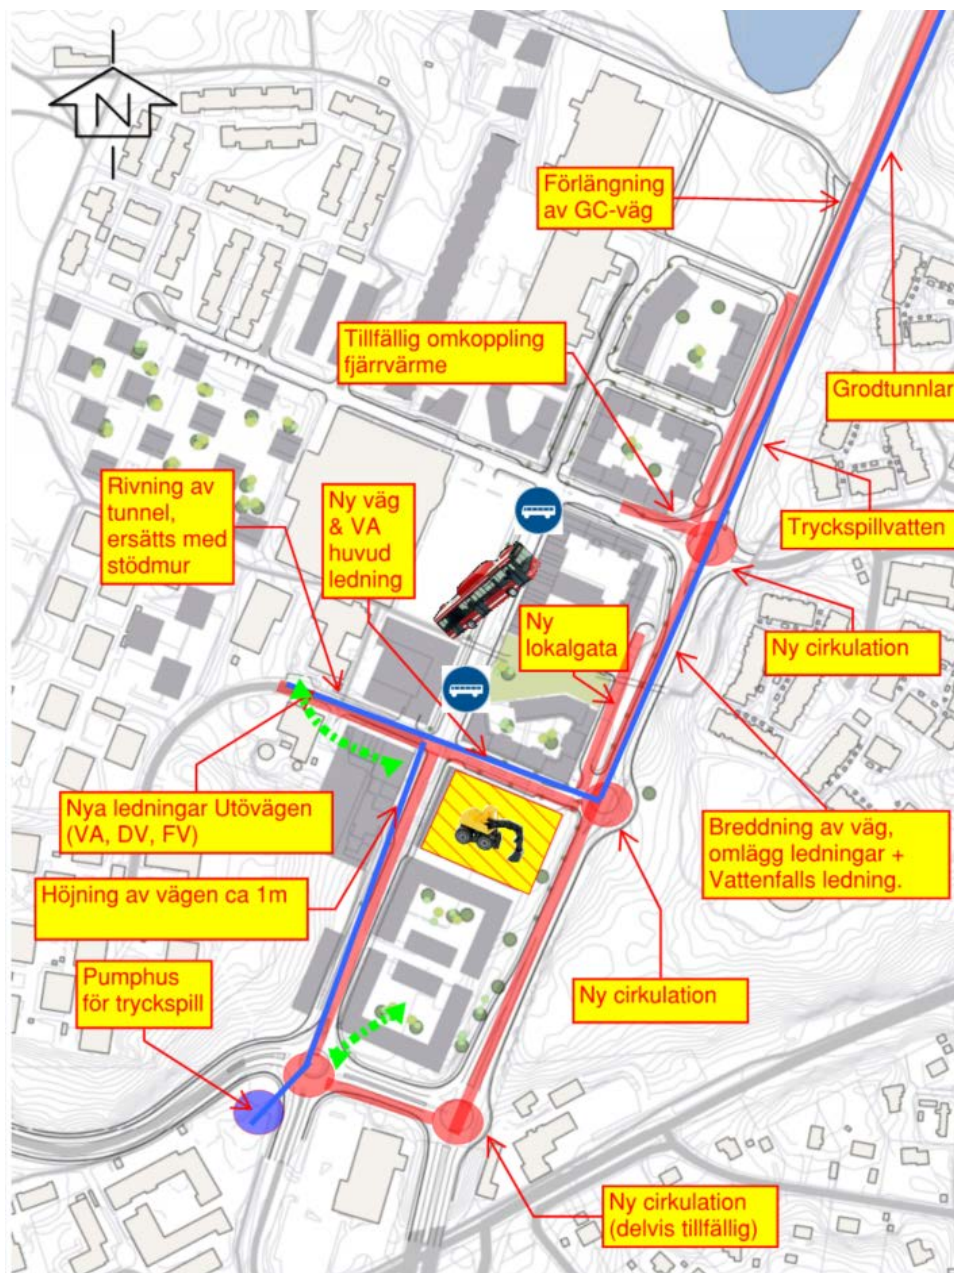 N
Förlängning
av GC-väg
Tillfällig omkoppling
fjärrvärme
Grodtunnlar
Rivning av
tunnel,
ersätts med
stödmur
Ny väg
& VA
huvud
ledning
Tryckspillvatten
Ny
lokalgata
Ny cirkulation
Nya ledningar Utövägen
(VA, DV, FV)
Breddning av väg,
omlägg ledningar +
Vattenfalls ledning.
Höjning av vägen ca 1m
Pumphus
för tryckspill
Ny cirkulation
Ny cirkulation
(delvis tillfällig)